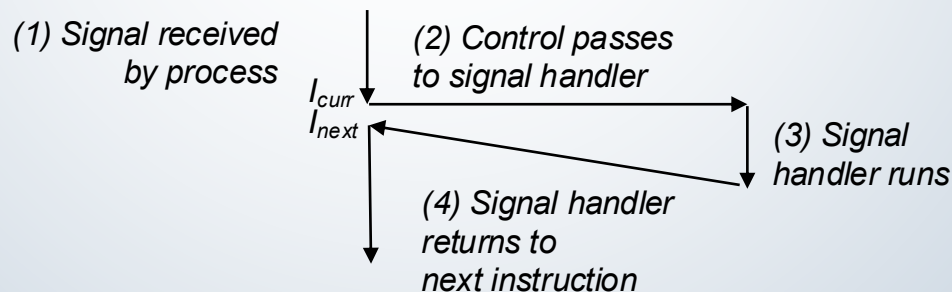 (1) Signal received
by process
(2) Control passes
to signal handler
Icurr
Inext
(3) Signal
handler runs
(4) Signal handler
returns to
next instruction